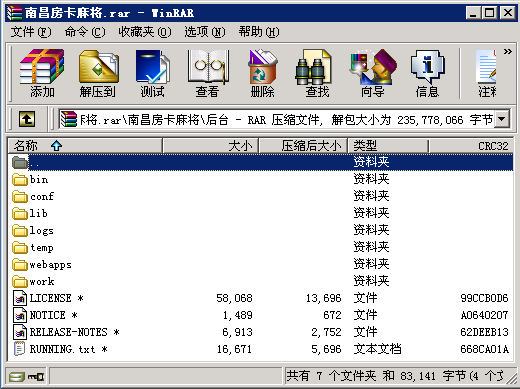 南昌房卡麻将.rar - WinRAR
文件(F) 命令(C) 收藏夹(O) 选项(N) 帮助(H)
添加 解压到 测试 查看 删除 查找 向导 信息
»
将.rar\南昌房卡麻将\后台 - RAR 压缩文件, 解包大小为 235,778,066 字节
名称 大小 压缩后大小 类型 CRC32
.. 资料夹
bin 资料夹
conf 资料夹
lib 资料夹
logs 资料夹
temp 资料夹
webapps 资料夹
work 资料夹
LICENSE * 58,068 13,696 文件 99CCB0D6
NOTICE * 1,489 672 文件 A0640207
RELEASE-NOTES * 6,913 2,752 文件 62DEEB13
RUNNING.txt * 16,671 5,696 文本文档 668CA01A
共有 7 个文件夹 和 83,141 字节(4 个